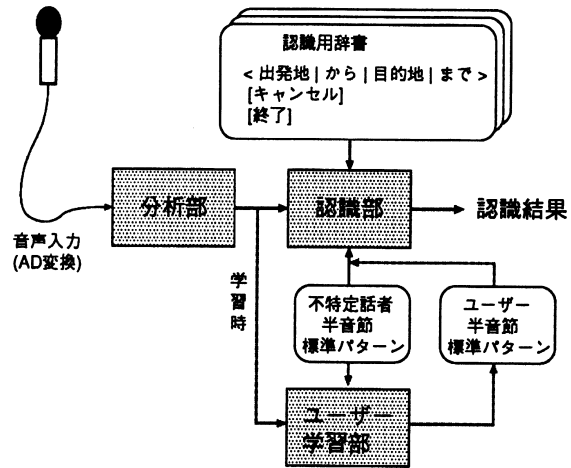 認識用辞書
< 出発地 | から | 目的地 | まで >
[キャンセル]
[終了]
分析部
認識部
認識結果
音声入力
(AD変換)
学習時
不特定話者
半音節
標準パターン
ユーザー
半音節
標準パターン
ユーザー
学習部